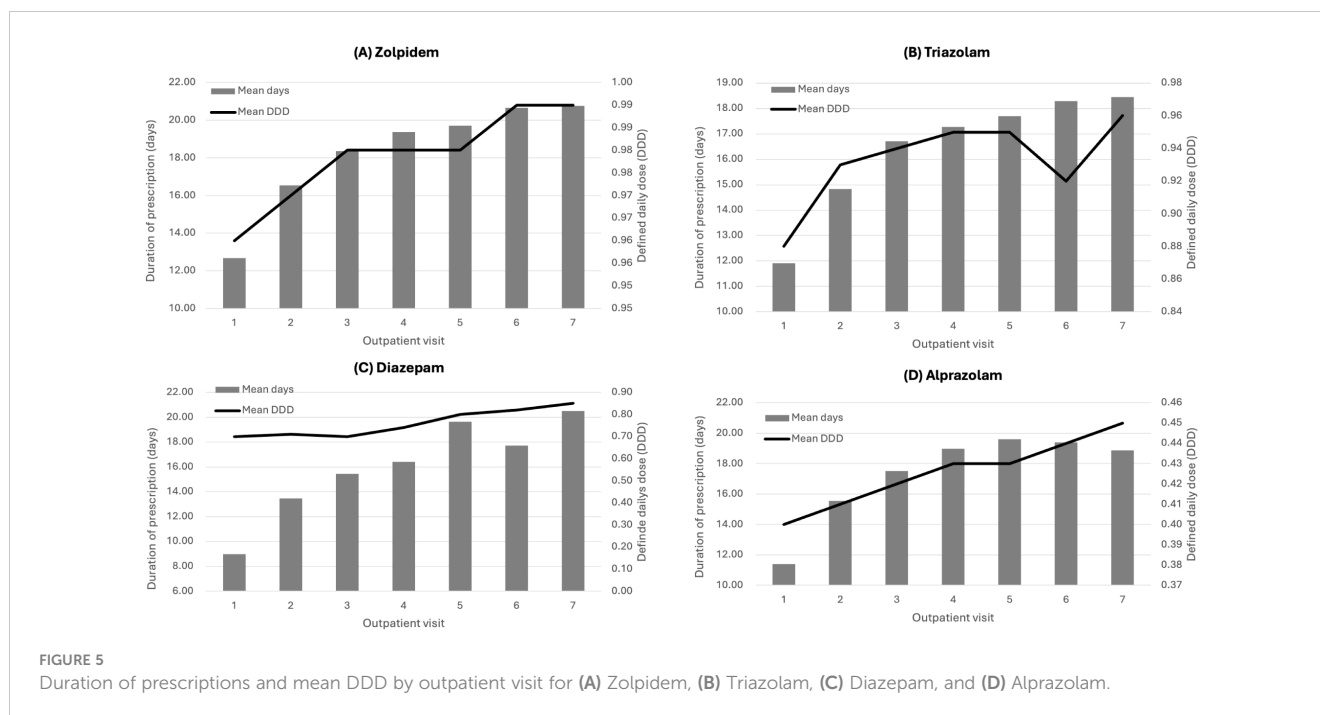 (A) Zolpidem
Mean days
Mean DDD
Duration of prescription (days)
22.00
20.00
18.00
16.00
14.00
12.00
10.00
1.00
0.99
0.99
0.98
0.98
0.97
0.97
0.96
0.96
0.95
0.95
Defined daily dose (DDD)
1 2 3 4 5 6 7
Outpatient visit
(B) Triazolam
Mean days
Mean DDD
Duration of prescription (days)
19.00
18.00
17.00
16.00
15.00
14.00
13.00
12.00
11.00
10.00
0.98
0.96
0.94
0.92
0.90
0.88
0.86
0.84
Defined daily dose (DDD)
1 2 3 4 5 6 7
Outpatient visit
(C) Diazepam
Mean days
Mean DDD
Duration of prescription (days)
22.00
20.00
18.00
16.00
14.00
12.00
10.00
8.00
6.00
0.90
0.80
0.70
0.60
0.50
0.40
0.30
0.20
0.10
0.00
Definde dailys dose (DDD)
1 2 3 4 5 6 7
Outpatient visit
(D) Alprazolam
Mean days
Mean DDD
Duration of prescription (days)
22.00
20.00
18.00
16.00
14.00
12.00
10.00
0.46
0.45
0.44
0.43
0.42
0.41
0.40
0.39
0.38
0.37
Defined daily dose (DDD)
1 2 3 4 5 6 7
Outpatient visit
FIGURE 5
Duration of prescriptions and mean DDD by outpatient visit for (A) Zolpidem, (B) Triazolam, (C) Diazepam, and (D) Alprazolam.